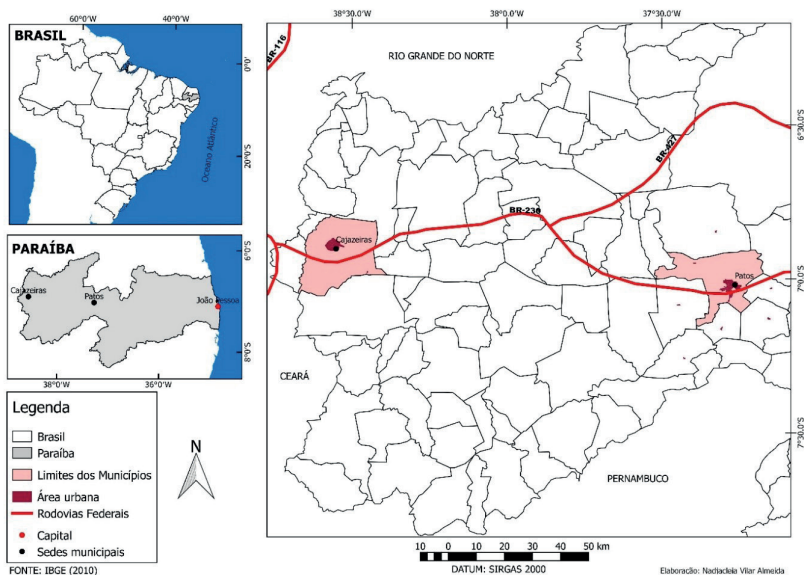 60°0'W
40°0'W
BRASIL
0°0'
20°0'S
Oceano Atlântico
PARAÍBA
Cajazeiras
Patos
João Pessoa
6°0'S
8°0'S
38°0'W
36°0'W
Legenda
Brasil
Paraíba
Limites dos Municípios
Área urbana
Rodovias Federais
Capital
Sedes municipais
FONTE: IBGE (2010)
N
38°30.0'S
38°0.0'S
37°30.0'S
BR-116
RIO GRANDE DO NORTE
BR-427
BR-230
Cajazeiras
Patos
CEARÁ
PERNAMBUCO
6°30.0'S
7°0.0'S
7°30.0'S
10 0 10 20 30 40 50 km
DATUM: SIRGAS 2000
Elaboração: Nadjacleia Vilar Almeida